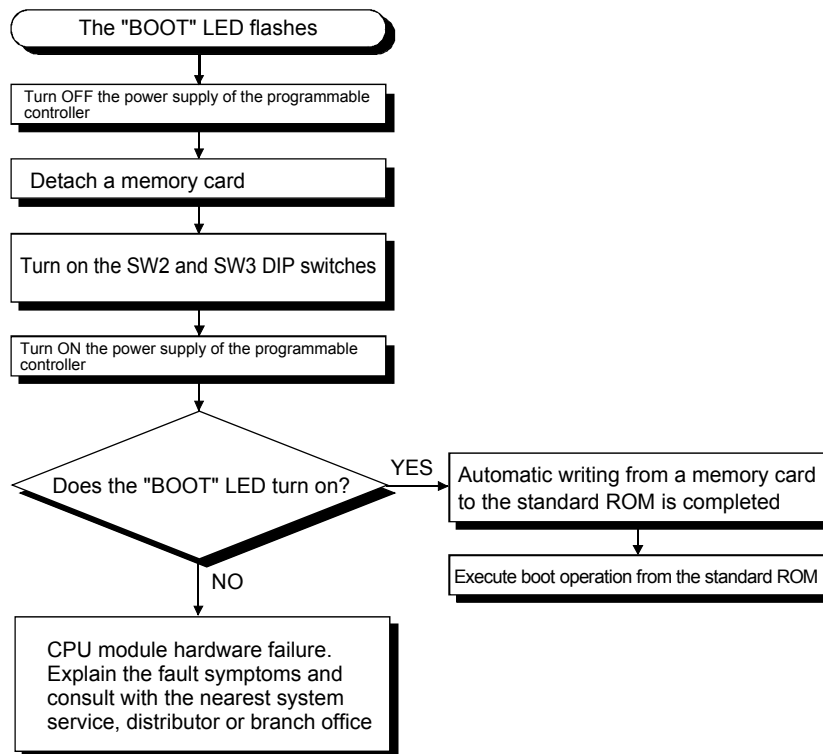 The "BOOT" LED flashes
Turn OFF the power supply of the programmable
controller
Detach a memory card
Turn on the SW2 and SW3 DIP switches
Turn ON the power supply of the programmable
controller
Does the "BOOT" LED turn on?
YES
Automatic writing from a memory card
to the standard ROM is completed
Execute boot operation from the standard ROM
NO
CPU module hardware failure.
Explain the fault symptoms and
consult with the nearest system
service, distributor or branch office